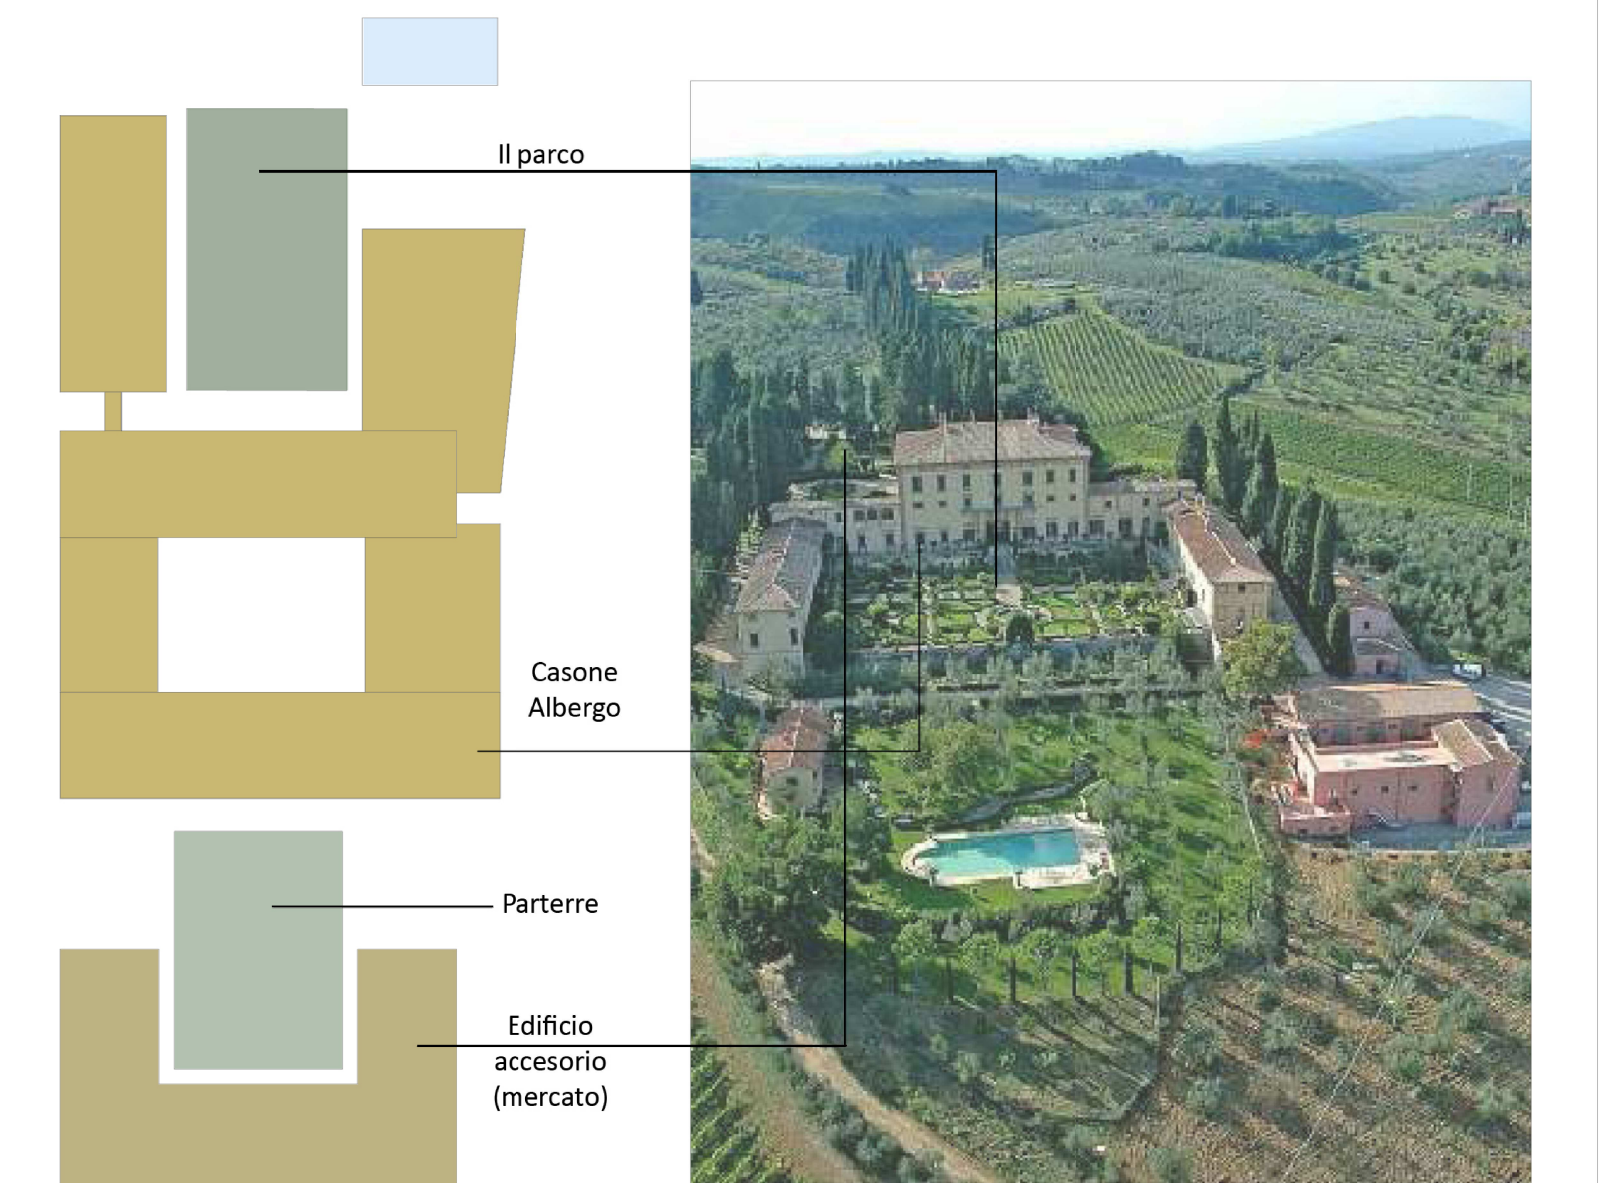 Il parco
Casone
Albergo
Parterre
Edificio
accesorio
(mercato)